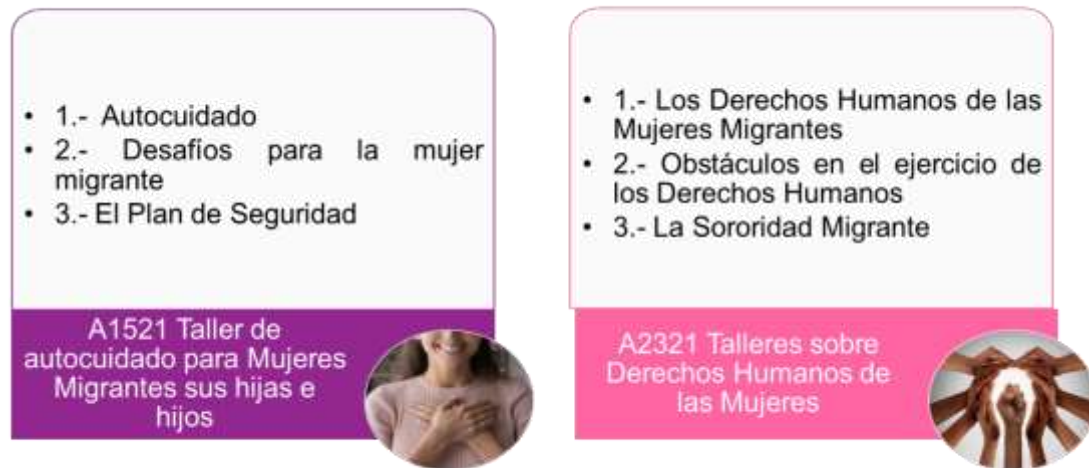 • 1.- Autocuidado
• 2.- Desafíos para la mujer
migrante
• 3.- El Plan de Seguridad
A1521 Taller de
autocuidado para Mujeres
Migrantes sus hijas e
hijos
• 1.- Los Derechos Humanos de las
Mujeres Migrantes
• 2.- Obstáculos en el ejercicio de
los Derechos Humanos
• 3.- La Sororidad Migrante
A2321 Talleres sobre
Derechos Humanos de
las Mujeres